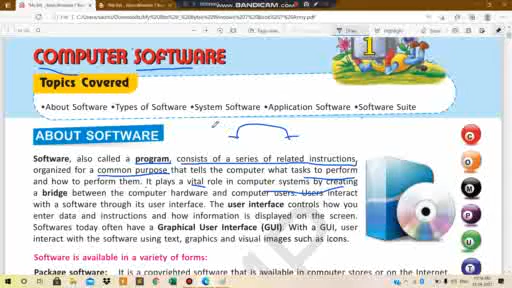 www.BANDICAM.com
COMPUTER SOFTWARE
1
Topics Covered
•About Software •Types of Software •System Software •Application Software •Software Suite
ABOUT SOFTWARE
Software, also called a program, consists of a series of related instructions,
organized for a common purpose that tells the computer what tasks to perform
and how to perform them. It plays a vital role in computer systems by creating
a bridge between the computer hardware and computer users. Users interact
with a software through its user interface. The user interface controls how you
enter data and instructions and how information is displayed on the screen.
Softwares today often have a Graphical User Interface (GUI). With a GUI, user
interact with the software using text, graphics and visual images such as icons.
Software is available in a variety of forms:
Package software: It is a copyrighted software that is available in computer stores or on the Internet
C
O
M
P
U
T